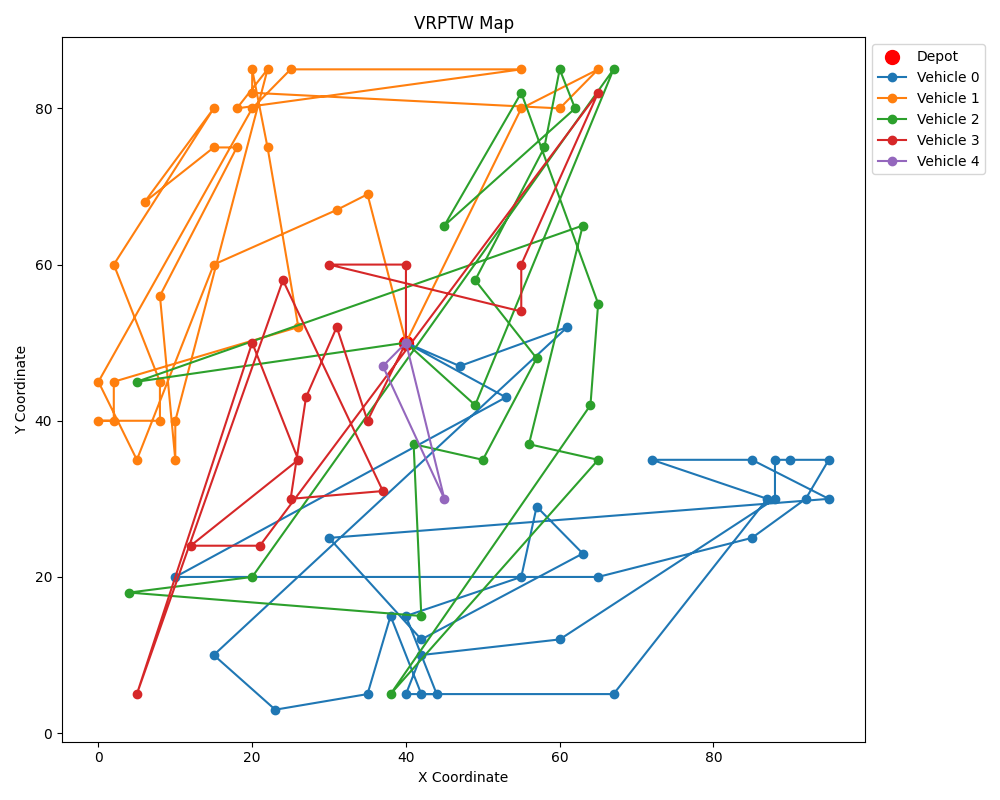 VRPTW Map
Depot
Vehicle 0
Vehicle 1
Vehicle 2
Vehicle 3
Vehicle 4
Y Coordinate
80
60
40
20
0
0
20
40
60
80
X Coordinate